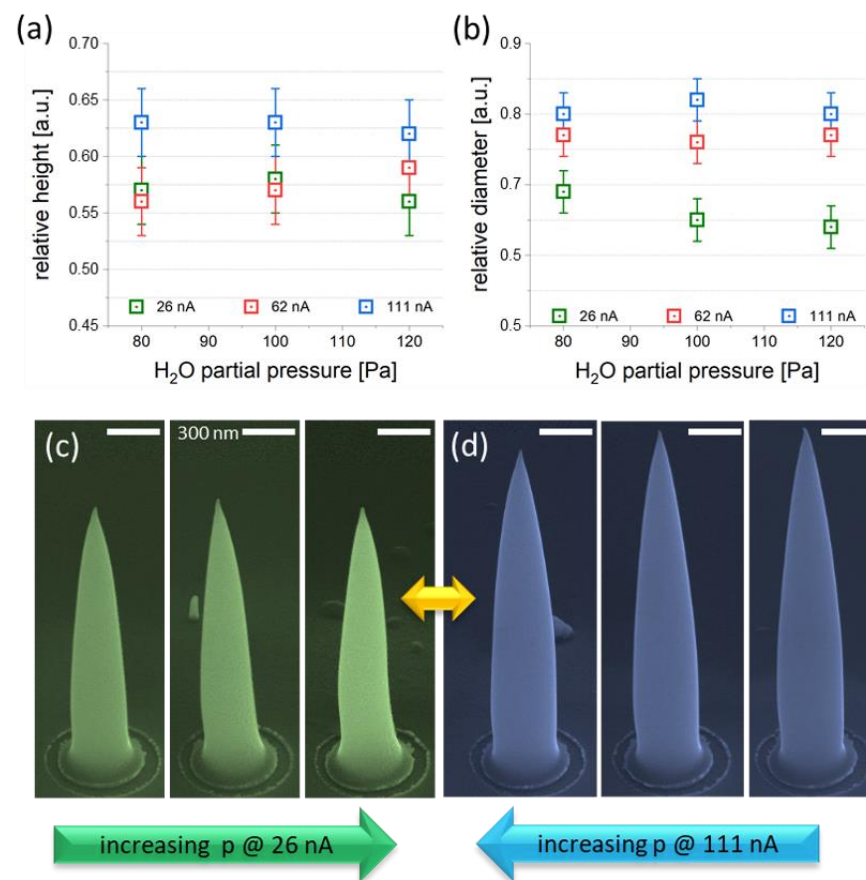 (a)
relative height [a.u.]
0.70
0.65
0.60
0.55
0.50
0.45
26 nA 62 nA 111 nA
80 90 100 110 120
H₂O partial pressure [Pa]
(b)
relative diameter [a.u.]
0.9
0.8
0.7
0.5
0.5
26 nA 62 nA 111 nA
80 90 100 110 120
H₂O partial pressure [Pa]
(c)
300 nm
(d)
increasing p @ 26 nA
increasing p @ 111 nA